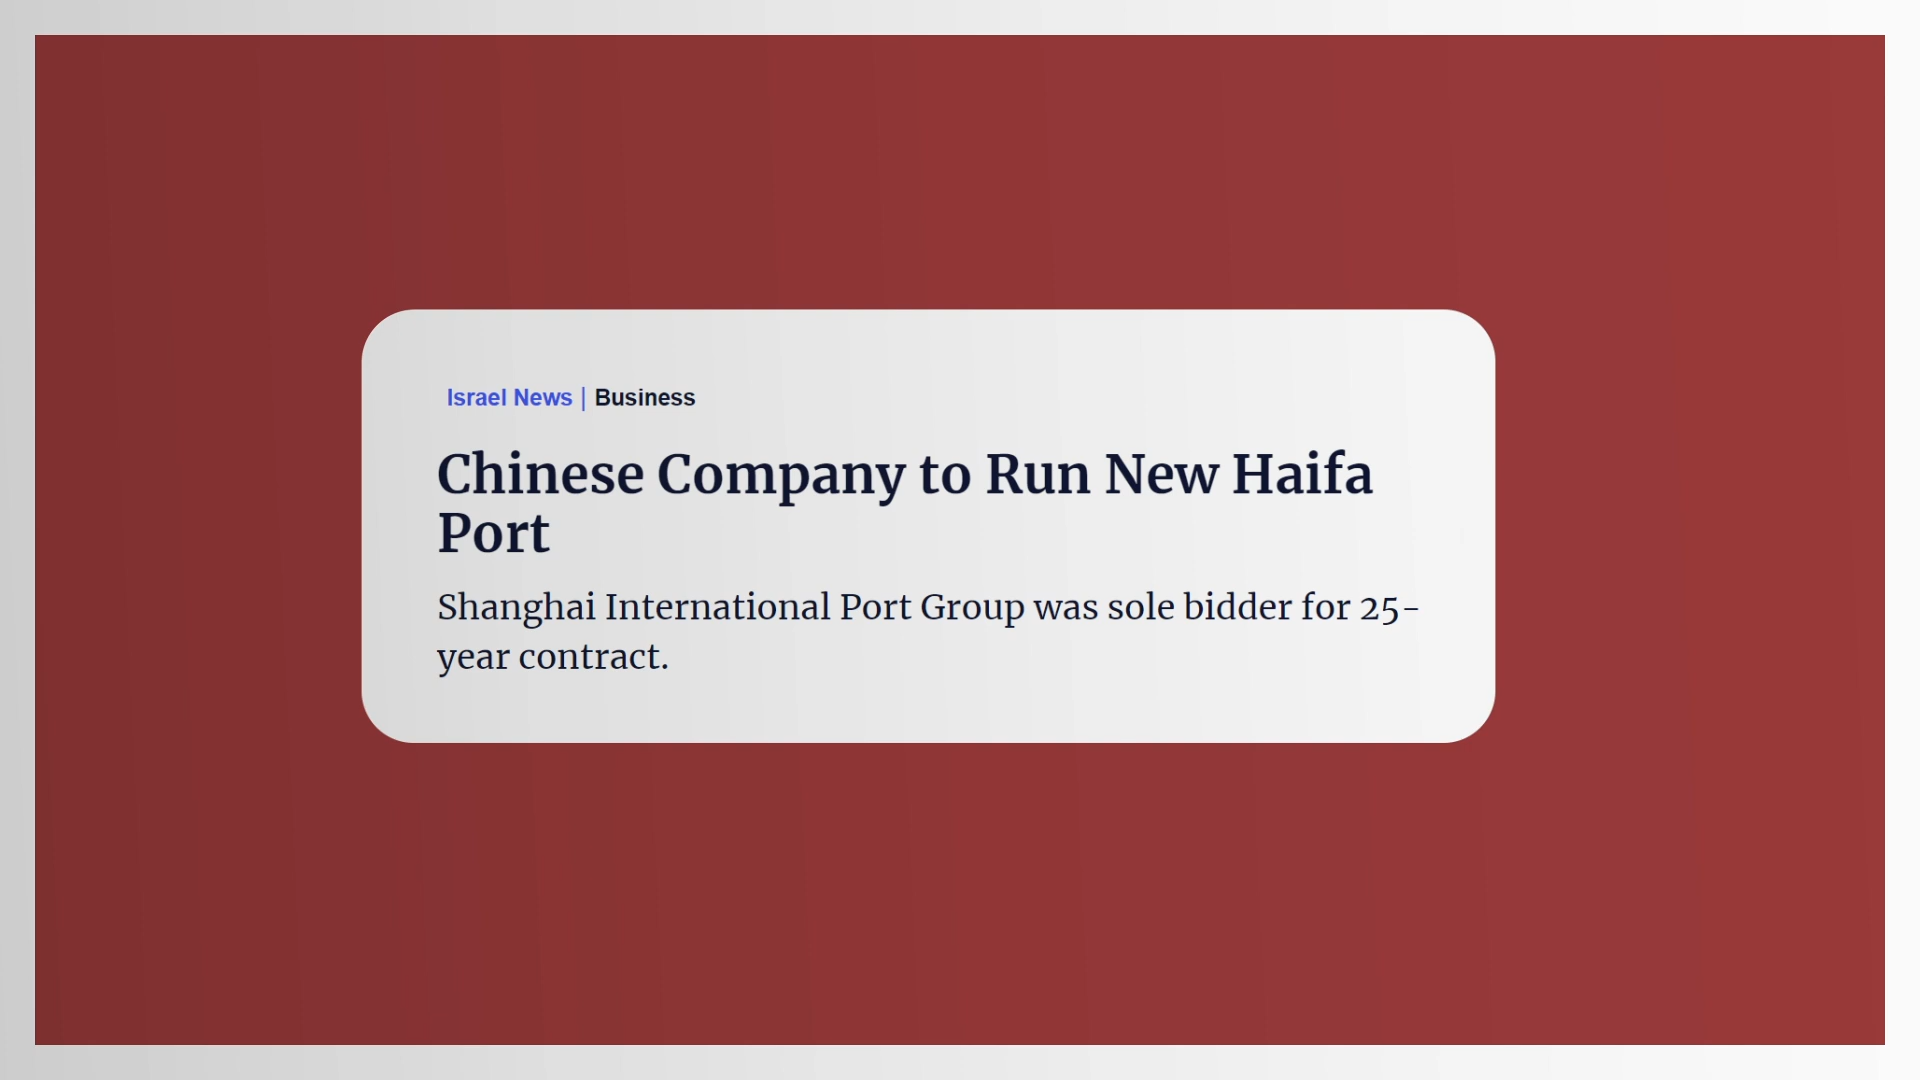 Israel News | Business
Chinese Company to Run New Haifa
Port
Shanghai International Port Group was sole bidder for 25-
year contract.